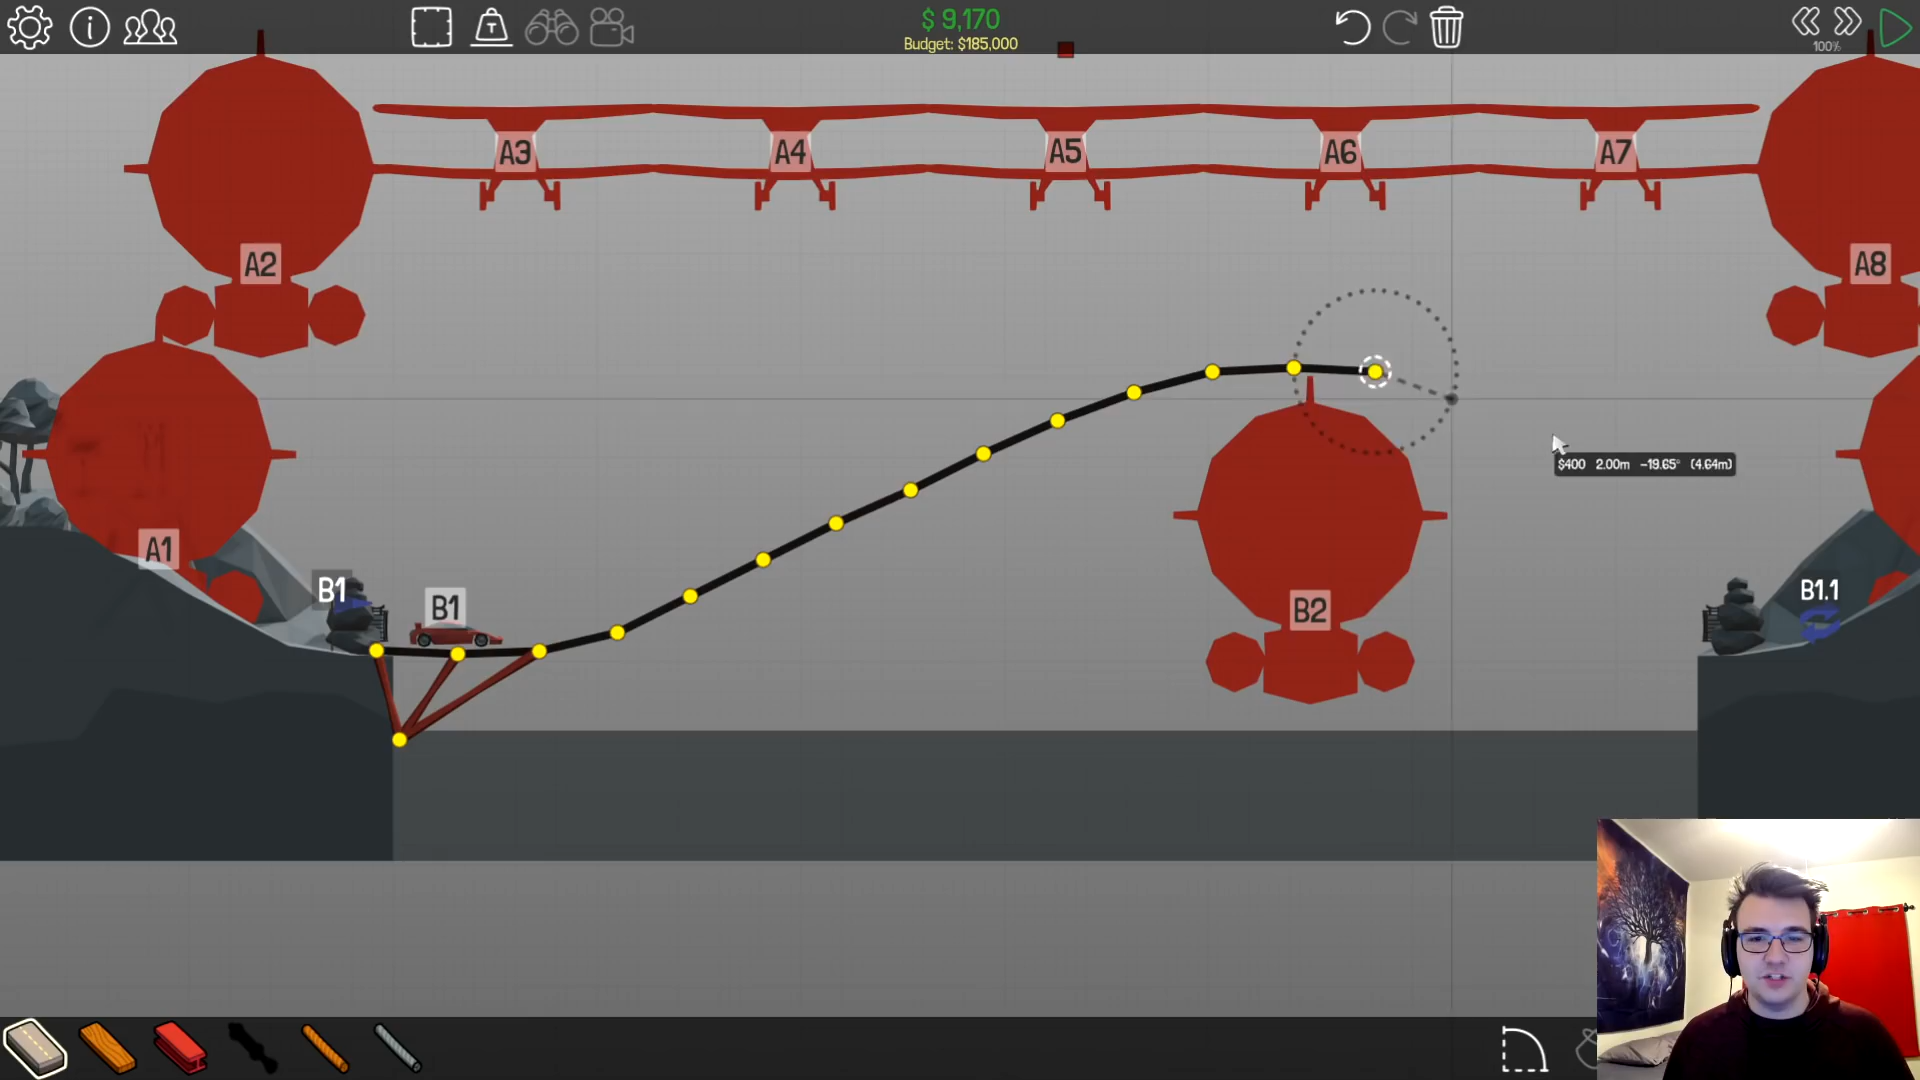 $ 9,170
Budget: $185,000
100%
A3
A4
A5
A6
A7
A2
A8
A1
B1
B1
B2
B1.1
$400 2.00m -19.65° (4.64m)